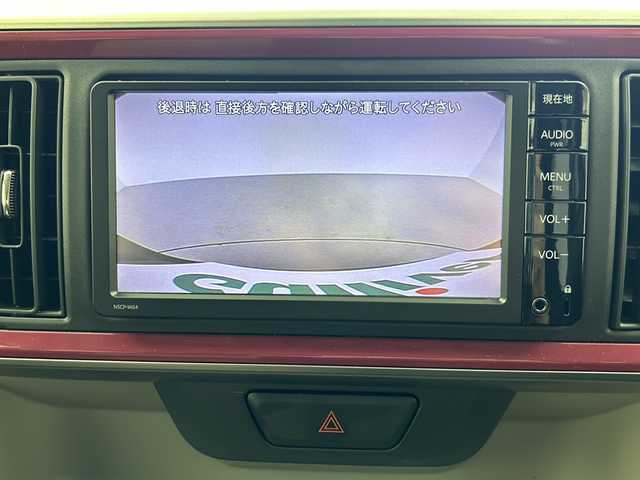 後退時は 直接後方を確認しながら運転してください
現在地
AUDIO
PWR
MENU
CTRL
VOL+
VOL−
NSCP-W64